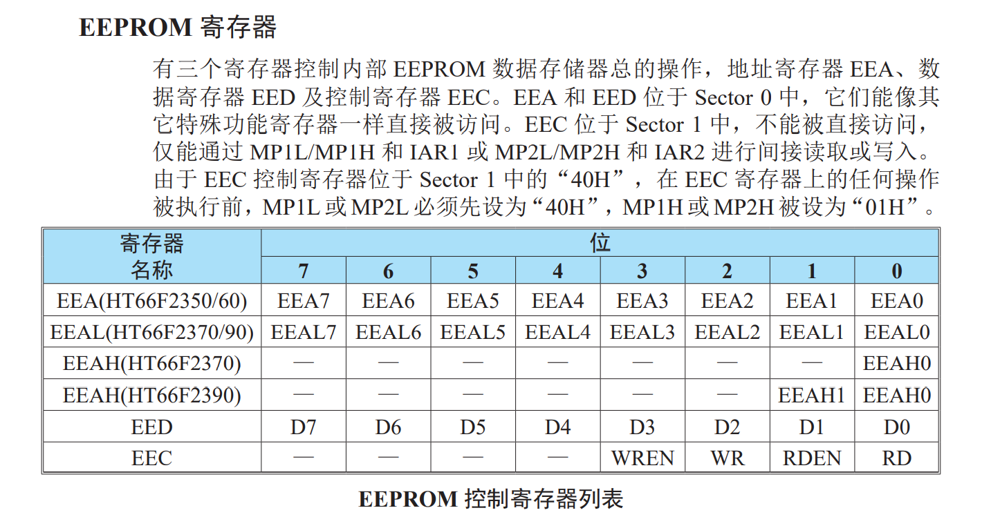 EEPROM 寄存器
有三个寄存器控制内部 EEPROM 数据存储器总的操作，地址寄存器 EEA、数
据寄存器 EED 及控制寄存器 EEC。EEA 和 EED 位于 Sector 0 中，它们能像其
它特殊功能寄存器一样直接被访问。EEC 位于 Sector 1 中，不能被直接访问，
仅能通过 MP1L/MP1H 和 IAR1 或 MP2L/MP2H 和 IAR2 进行间接读取或写入。
由于 EEC 控制寄存器位于 Sector 1 中的“40H”，在 EEC 寄存器上的任何操作
被执行前，MP1L 或 MP2L 必须先设为“40H”，MP1H 或 MP2H 被设为“01H”。
寄存器 位
名称 7 6 5 4 3 2 1 0
EEA(HT66F2350/60) EEA7 EEA6 EEA5 EEA4 EEA3 EEA2 EEA1 EEA0
EEAL(HT66F2370/90) EEAL7 EEAL6 EEAL5 EEAL4 EEAL3 EEAL2 EEAL1 EEAL0
EEAH(HT66F2370) — — — — — — — EEAH0
EEAH(HT66F2390) — — — — — — EEAH1 EEAH0
EED D7 D6 D5 D4 D3 D2 D1 D0
EEC — — — — WREN WR RDEN RD
EEPROM 控制寄存器列表